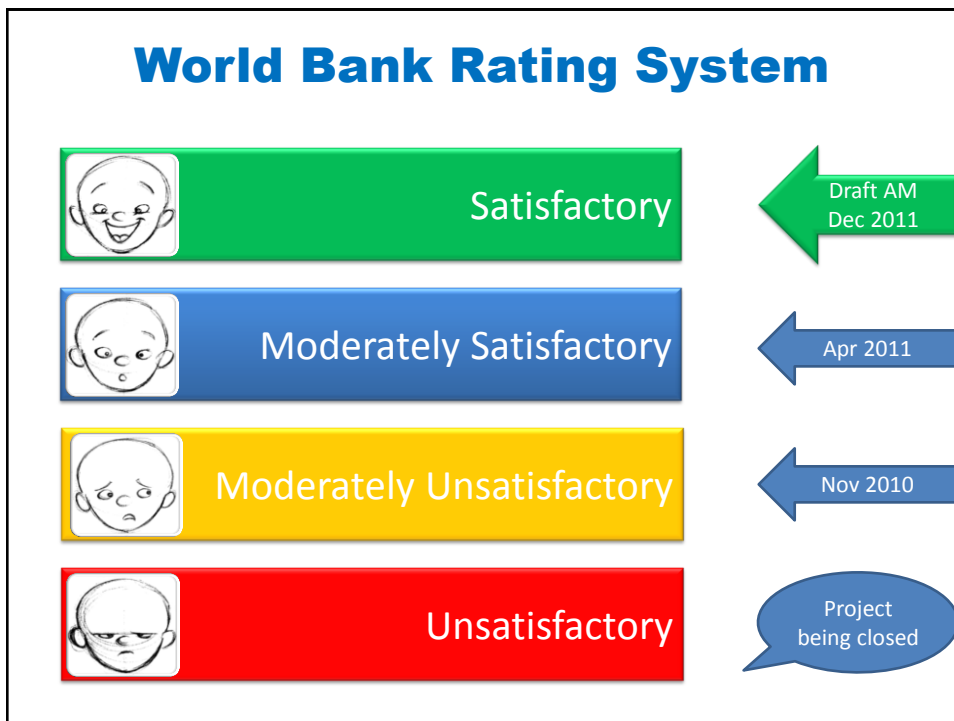 World Bank Rating System
Satisfactory
Draft AM
Dec 2011
Moderately Satisfactory
Apr 2011
Moderately Unsatisfactory
Nov 2010
Unsatisfactory
Project
being closed